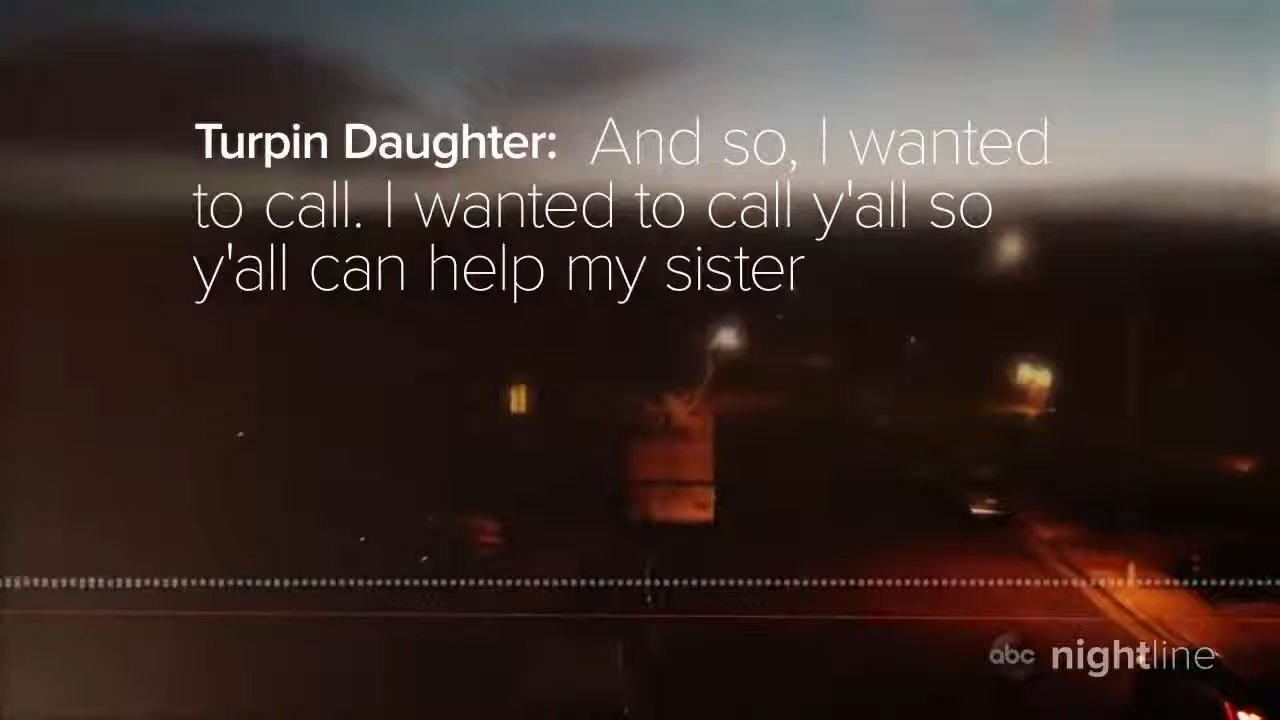 Turpin Daughter: And so, I wanted
to call. I wanted to call y'all so
y'all can help my sister
abc nightline